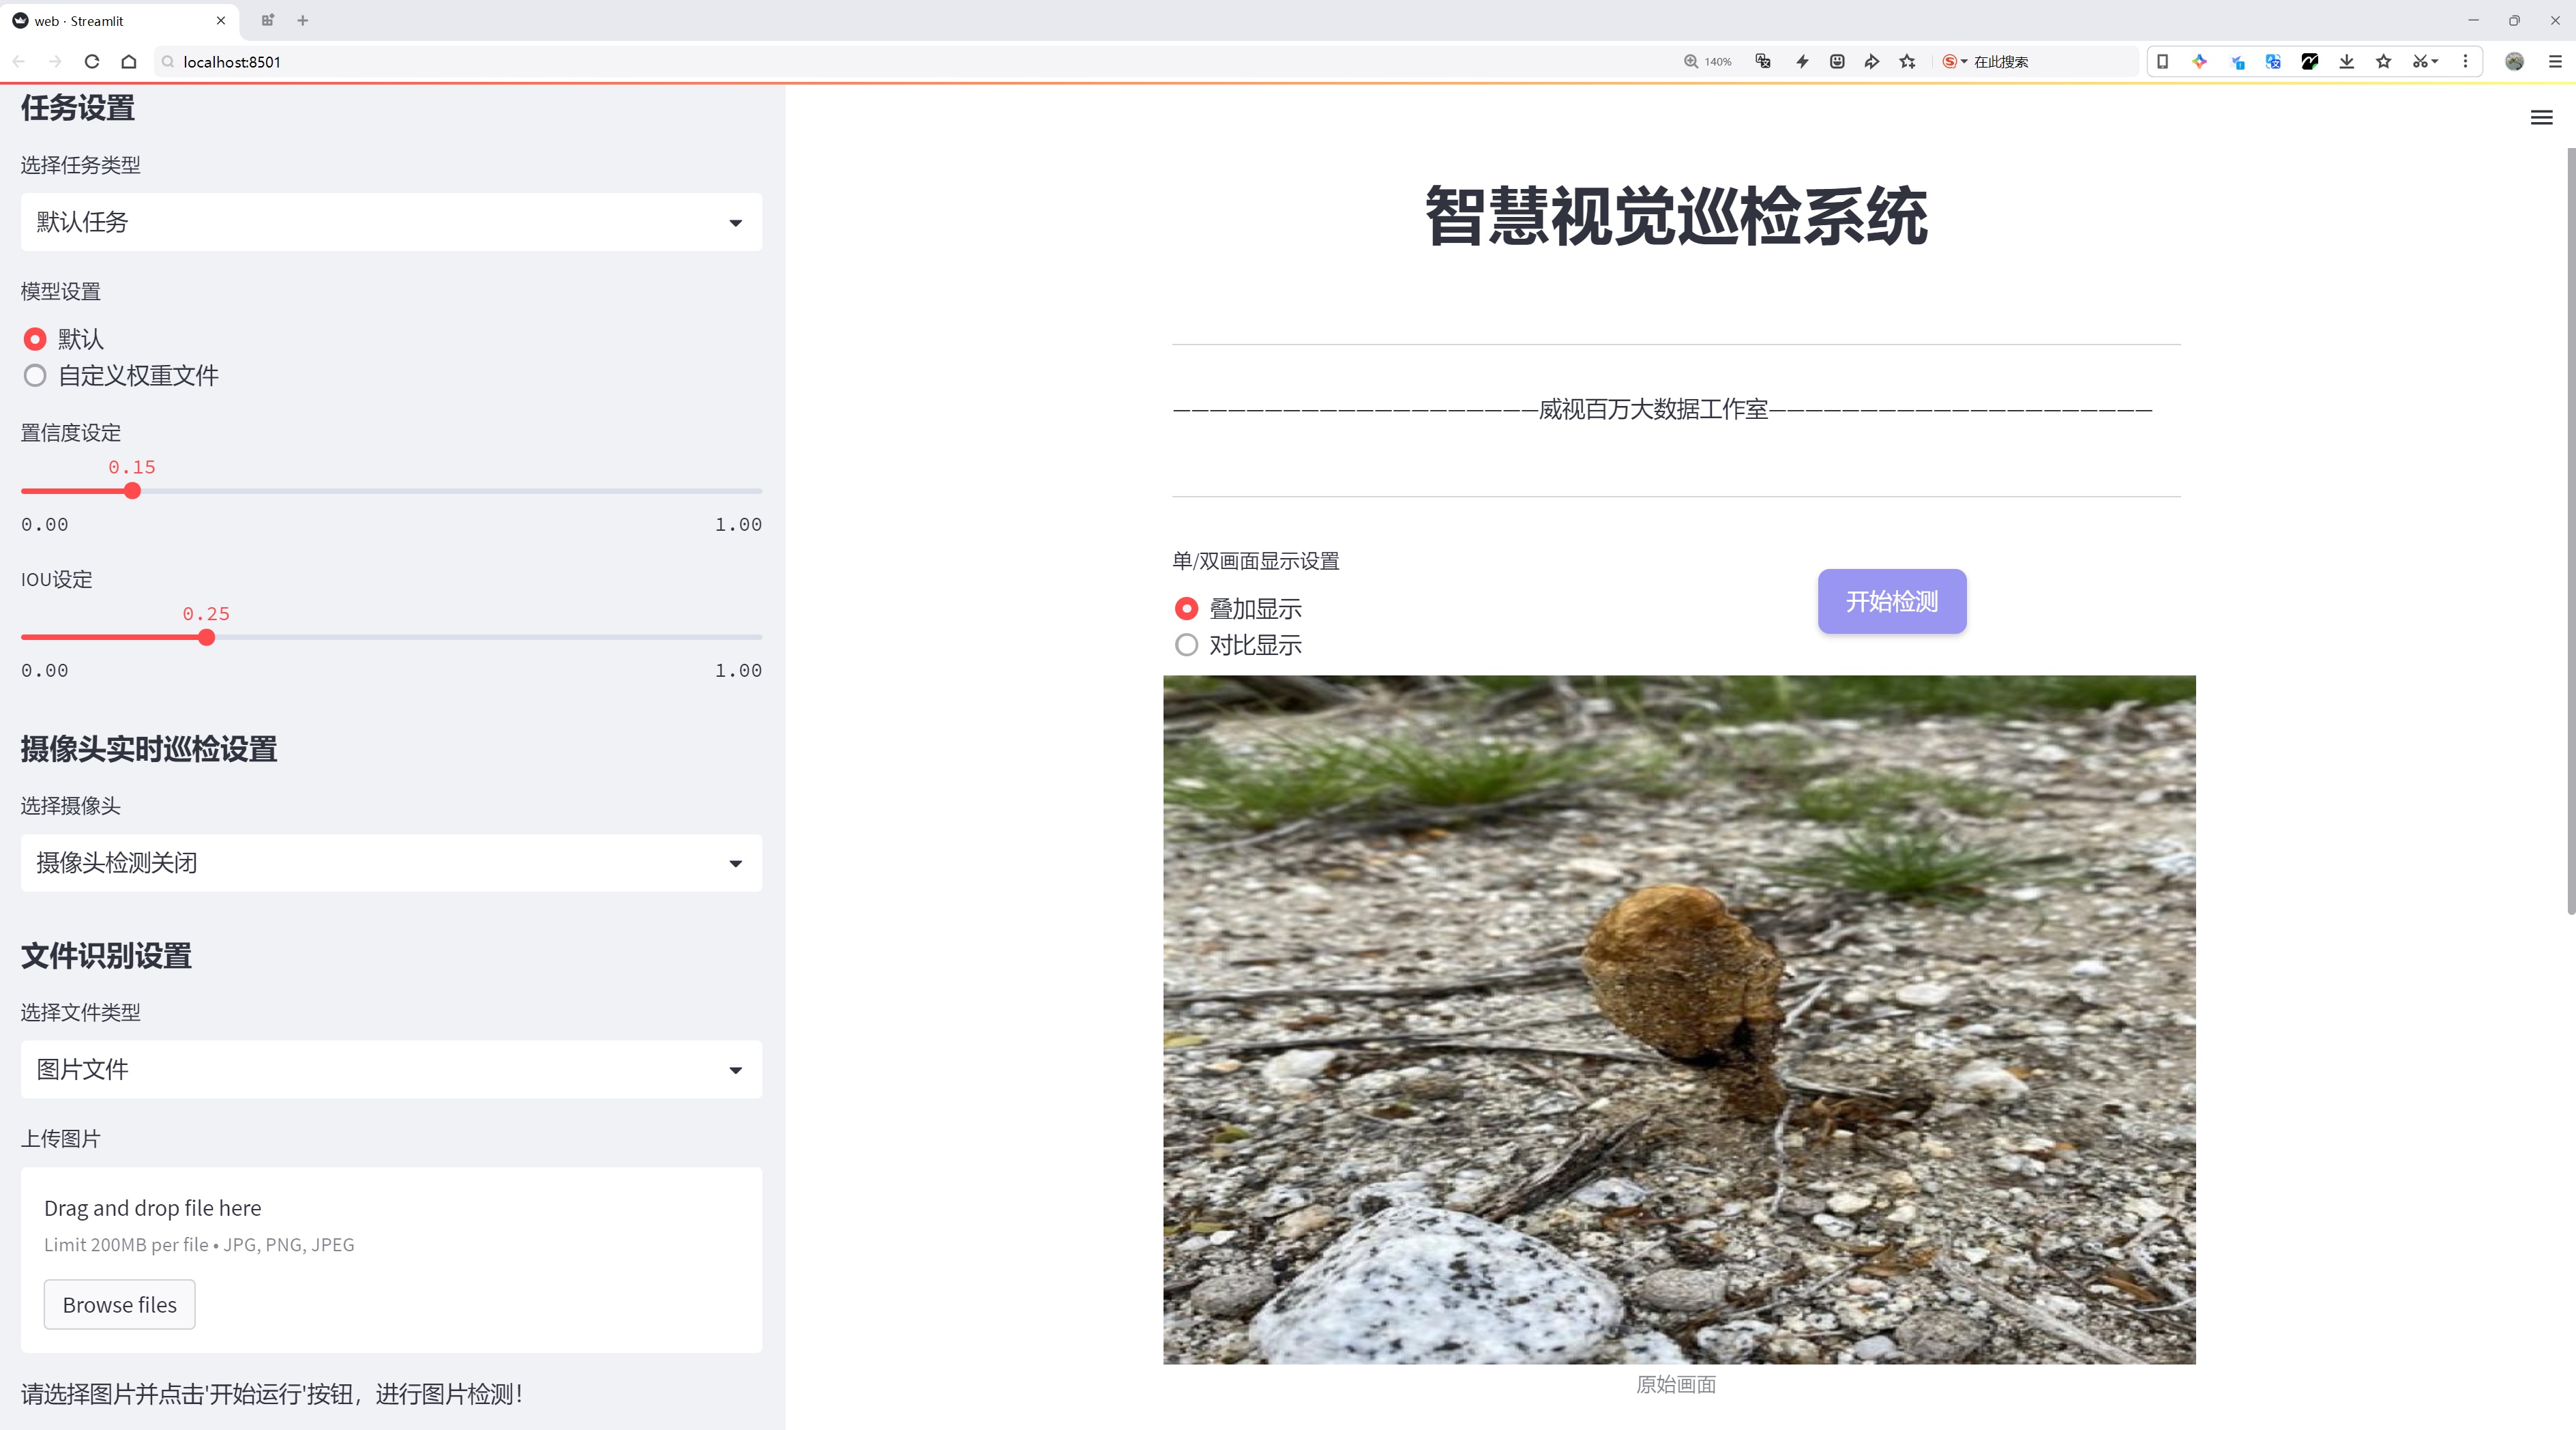 web · Streamlit
localhost:8501
140%
在此搜索
任务设置
选择任务类型
默认任务
模型设置
默认
自定义权重文件
置信度设定
0.15
0.00
1.00
IOU设定
0.25
0.00
1.00
摄像头实时巡检设置
选择摄像头
摄像头检测关闭
文件识别设置
选择文件类型
图片文件
上传图片
Drag and drop file here
Limit 200MB per file • JPG, PNG, JPEG
Browse files
请选择图片并点击'开始运行'按钮，进行图片检测！
智慧视觉巡检系统
—————————————————————威视百万大数据工作室——————————————————————
单/双画面显示设置
叠加显示
对比显示
开始检测
原始画面